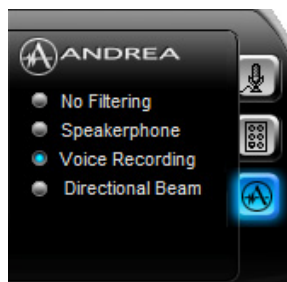 ANDREA
No Filtering
Speakerphone
Voice Recording
Directional Beam